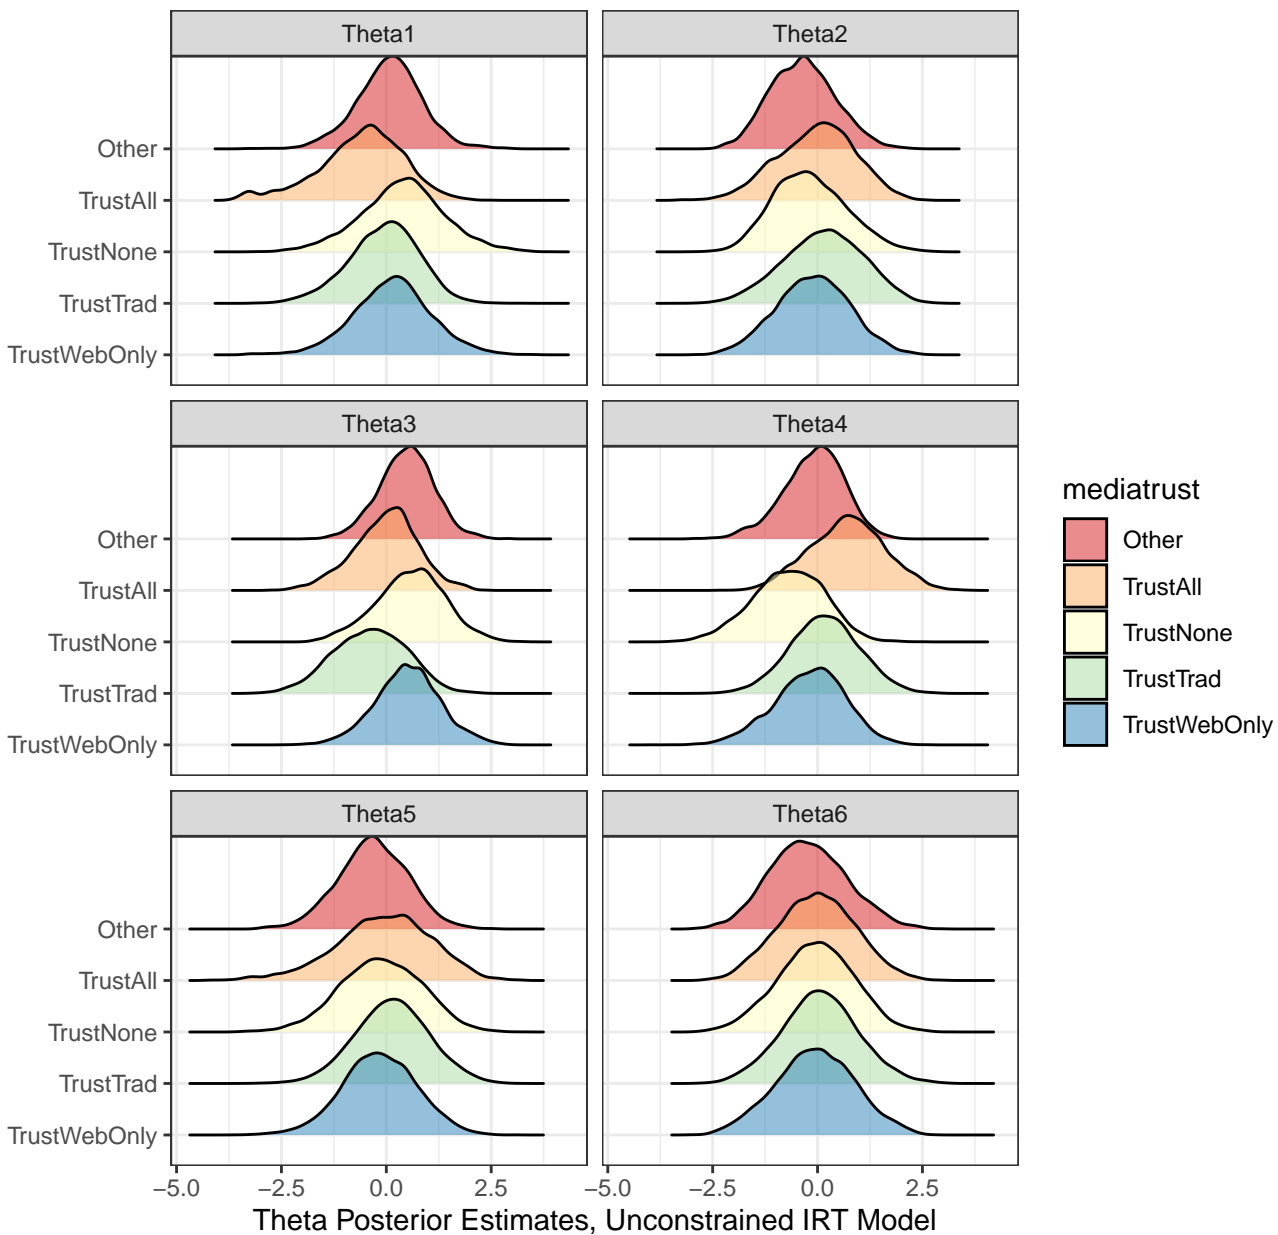 Theta1
Theta2
Other
TrustAll
TrustNone
TrustTrad
TrustWebOnly
Theta3
Theta4
Other
TrustAll
TrustNone
TrustTrad
TrustWebOnly
Theta5
Theta6
Other
TrustAll
TrustNone
TrustTrad
TrustWebOnly
−5.0 −2.5 0.0 2.5
−5.0 −2.5 0.0 2.5
Theta Posterior Estimates, Unconstrained IRT Model
mediatrust
Other
TrustAll
TrustNone
TrustTrad
TrustWebOnly